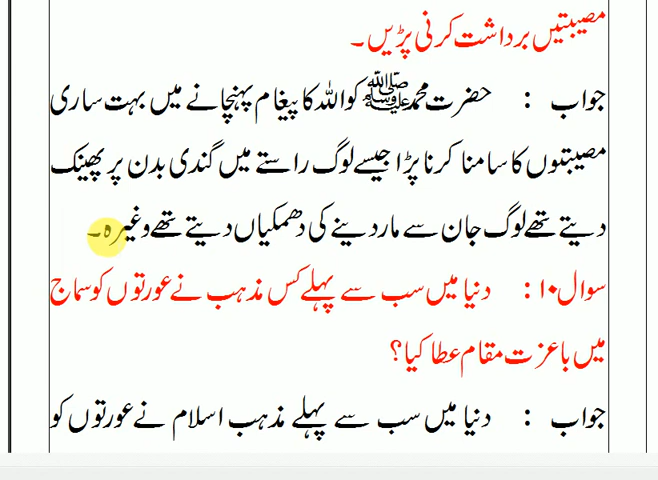 مصیبتیں برداشت کرنی پڑیں۔
جواب : حضرت محمد ﷺ کو اللہ کا پیغام پہنچانے میں بہت ساری
مصیبتوں کا سامنا کرنا پڑا جیسے لوگ راستے میں گندی بدن پر پھینک
دیتے تھے لوگ جان سے مار دینے کی دھمکیاں دیتے تھے وغیرہ۔
سوال ۱۰ : دنیا میں سب سے پہلے کس مذہب نے عورتوں کو سماج
میں باعزت مقام عطا کیا؟
جواب : دنیا میں سب سے پہلے مذہب اسلام نے عورتوں کو